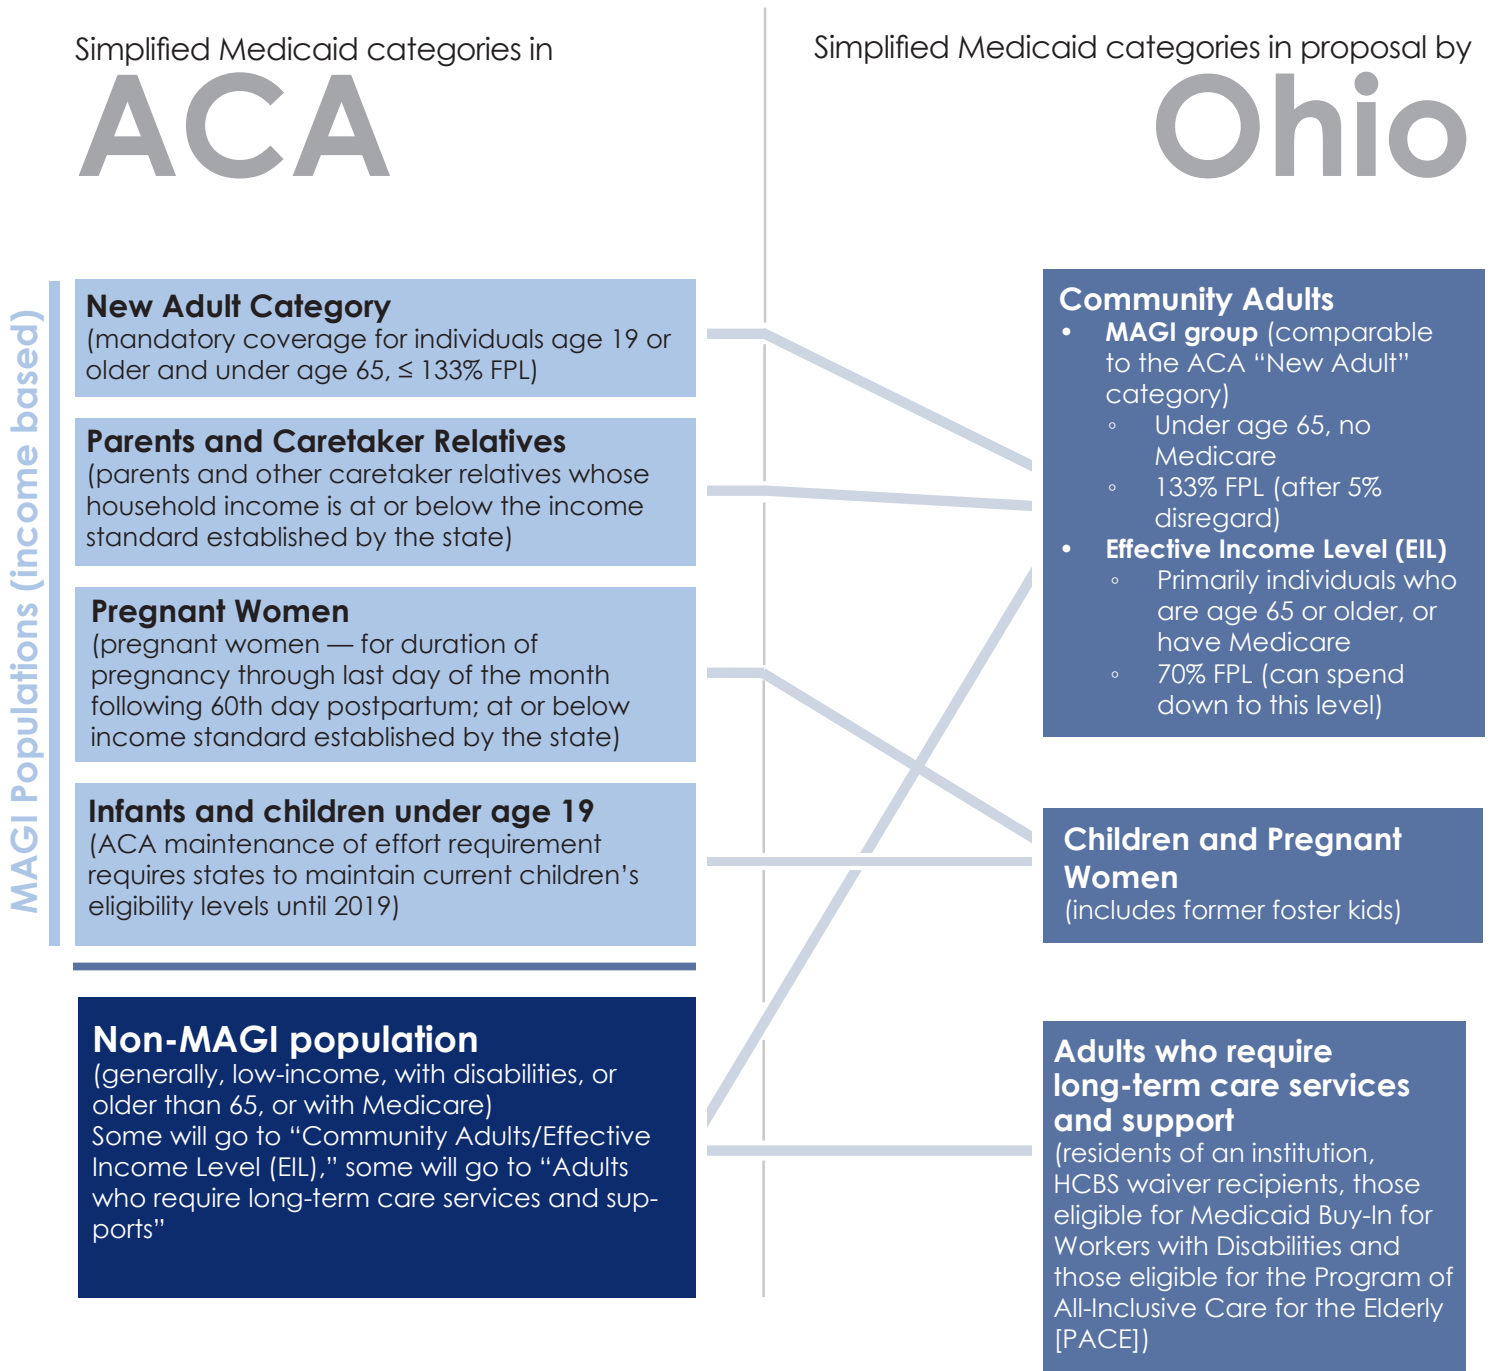 Simplified Medicaid categories in
ACA
Simplified Medicaid categories in proposal by
Ohio
MAGI Populations (income based)
New Adult Category
(mandatory coverage for individuals age 19 or
older and under age 65, ≤ 133% FPL)
Parents and Caretaker Relatives
(parents and other caretaker relatives whose
household income is at or below the income
standard established by the state)
Pregnant Women
(pregnant women — for duration of
pregnancy through last day of the month
following 60th day postpartum; at or below
income standard established by the state)
Infants and children under age 19
(ACA maintenance of effort requirement
requires states to maintain current children’s
eligibility levels until 2019)
Non-MAGI population
(generally, low-income, with disabilities, or
older than 65, or with Medicare)
Some will go to “Community Adults/Effective
Income Level (EIL),” some will go to “Adults
who require long-term care services and sup-
ports”
Community Adults
• MAGI group (comparable
to the ACA “New Adult”
category)
◦ Under age 65, no
Medicare
◦ 133% FPL (after 5%
disregard)
• Effective Income Level (EIL)
◦ Primarily individuals who
are age 65 or older, or
have Medicare
◦ 70% FPL (can spend
down to this level)
Children and Pregnant
Women
(includes former foster kids)
Adults who require
long-term care services
and support
(residents of an institution,
HCBS waiver recipients, those
eligible for Medicaid Buy-In for
Workers with Disabilities and
those eligible for the Program of
All-Inclusive Care for the Elderly
[PACE])